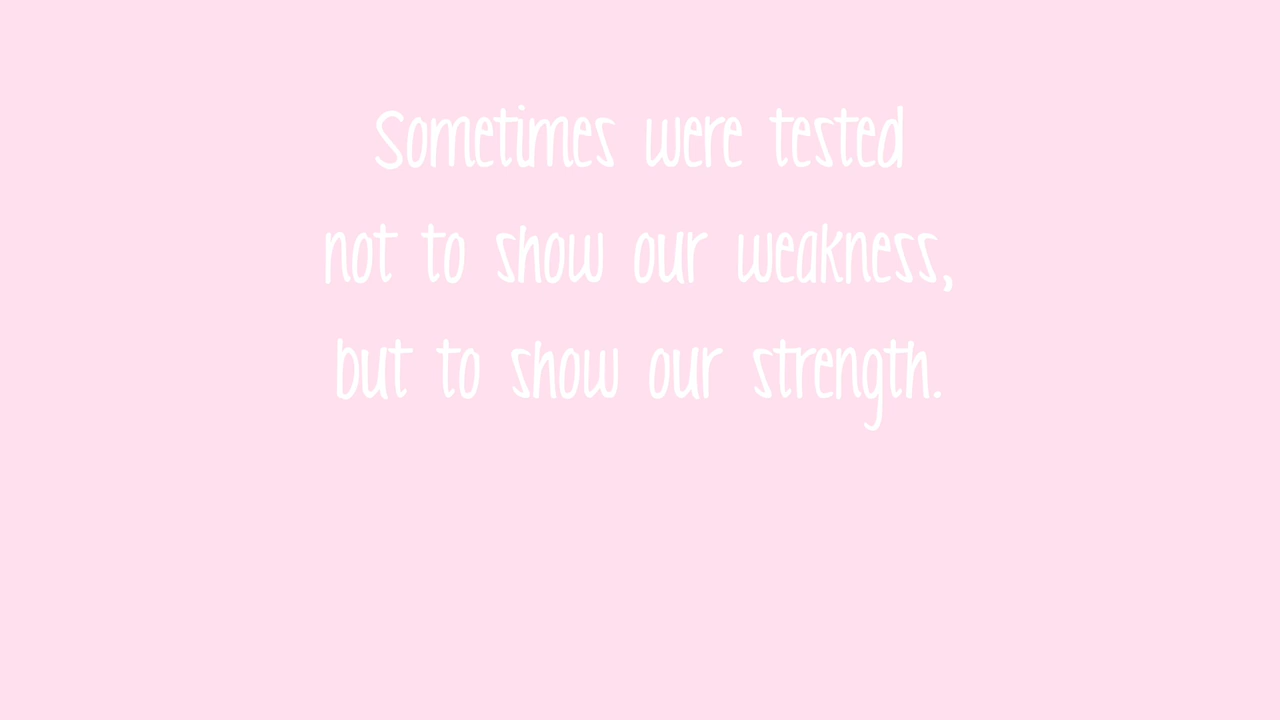 Sometimes were tested
not to show our weakness,
but to show our strength.